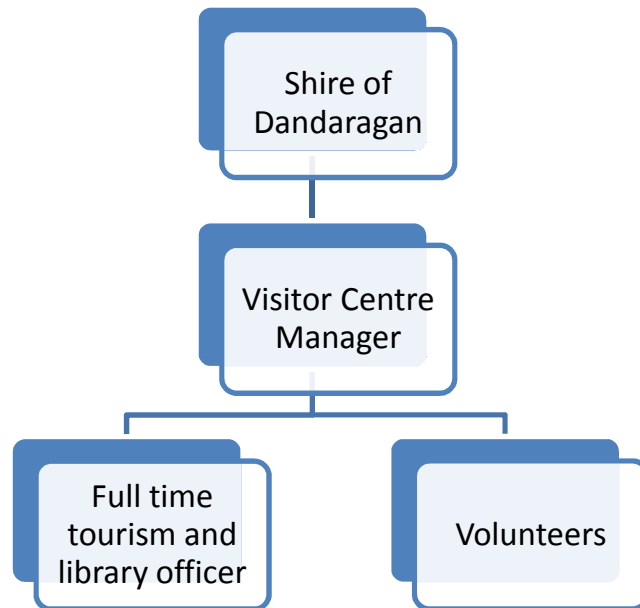 Shire of
Dandaragan
Visitor Centre
Manager
Full time
tourism and
library officer
Volunteers